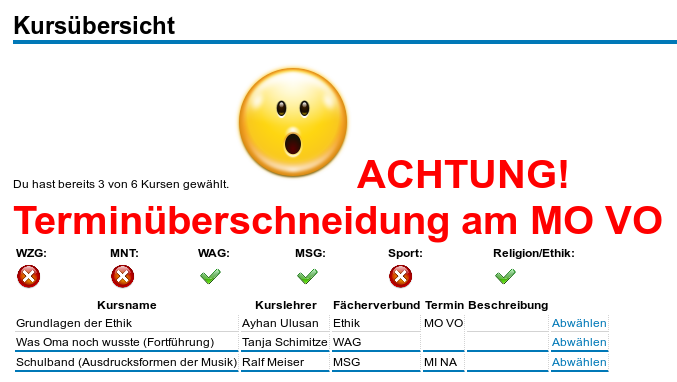 Kursübersicht
Du hast bereits 3 von 6 Kursen gewählt. ACHTUNG!
Terminüberschneidung am MO VO
WZG: MNT: WAG: MSG: Sport: Religion/Ethik:
Kursname Kurslehrer Fächerverbund Termin Beschreibung
Grundlagen der Ethik Ayhan Ulusan Ethik MO VO Abwählen
Was Oma noch wusste (Fortführung) Tanja Schimitze WAG Abwählen
Schulband (Ausdrucksformen der Musik) Ralf Meiser MSG MI NA Abwählen